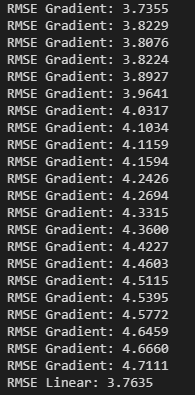 RMSE Gradient: 3.7355
RMSE Gradient: 3.8229
RMSE Gradient: 3.8076
RMSE Gradient: 3.8224
RMSE Gradient: 3.8927
RMSE Gradient: 3.9641
RMSE Gradient: 4.0317
RMSE Gradient: 4.1034
RMSE Gradient: 4.1159
RMSE Gradient: 4.1594
RMSE Gradient: 4.2426
RMSE Gradient: 4.2694
RMSE Gradient: 4.3315
RMSE Gradient: 4.3600
RMSE Gradient: 4.4227
RMSE Gradient: 4.4603
RMSE Gradient: 4.5115
RMSE Gradient: 4.5395
RMSE Gradient: 4.5772
RMSE Gradient: 4.6459
RMSE Gradient: 4.6660
RMSE Gradient: 4.7111
RMSE Linear: 3.7635